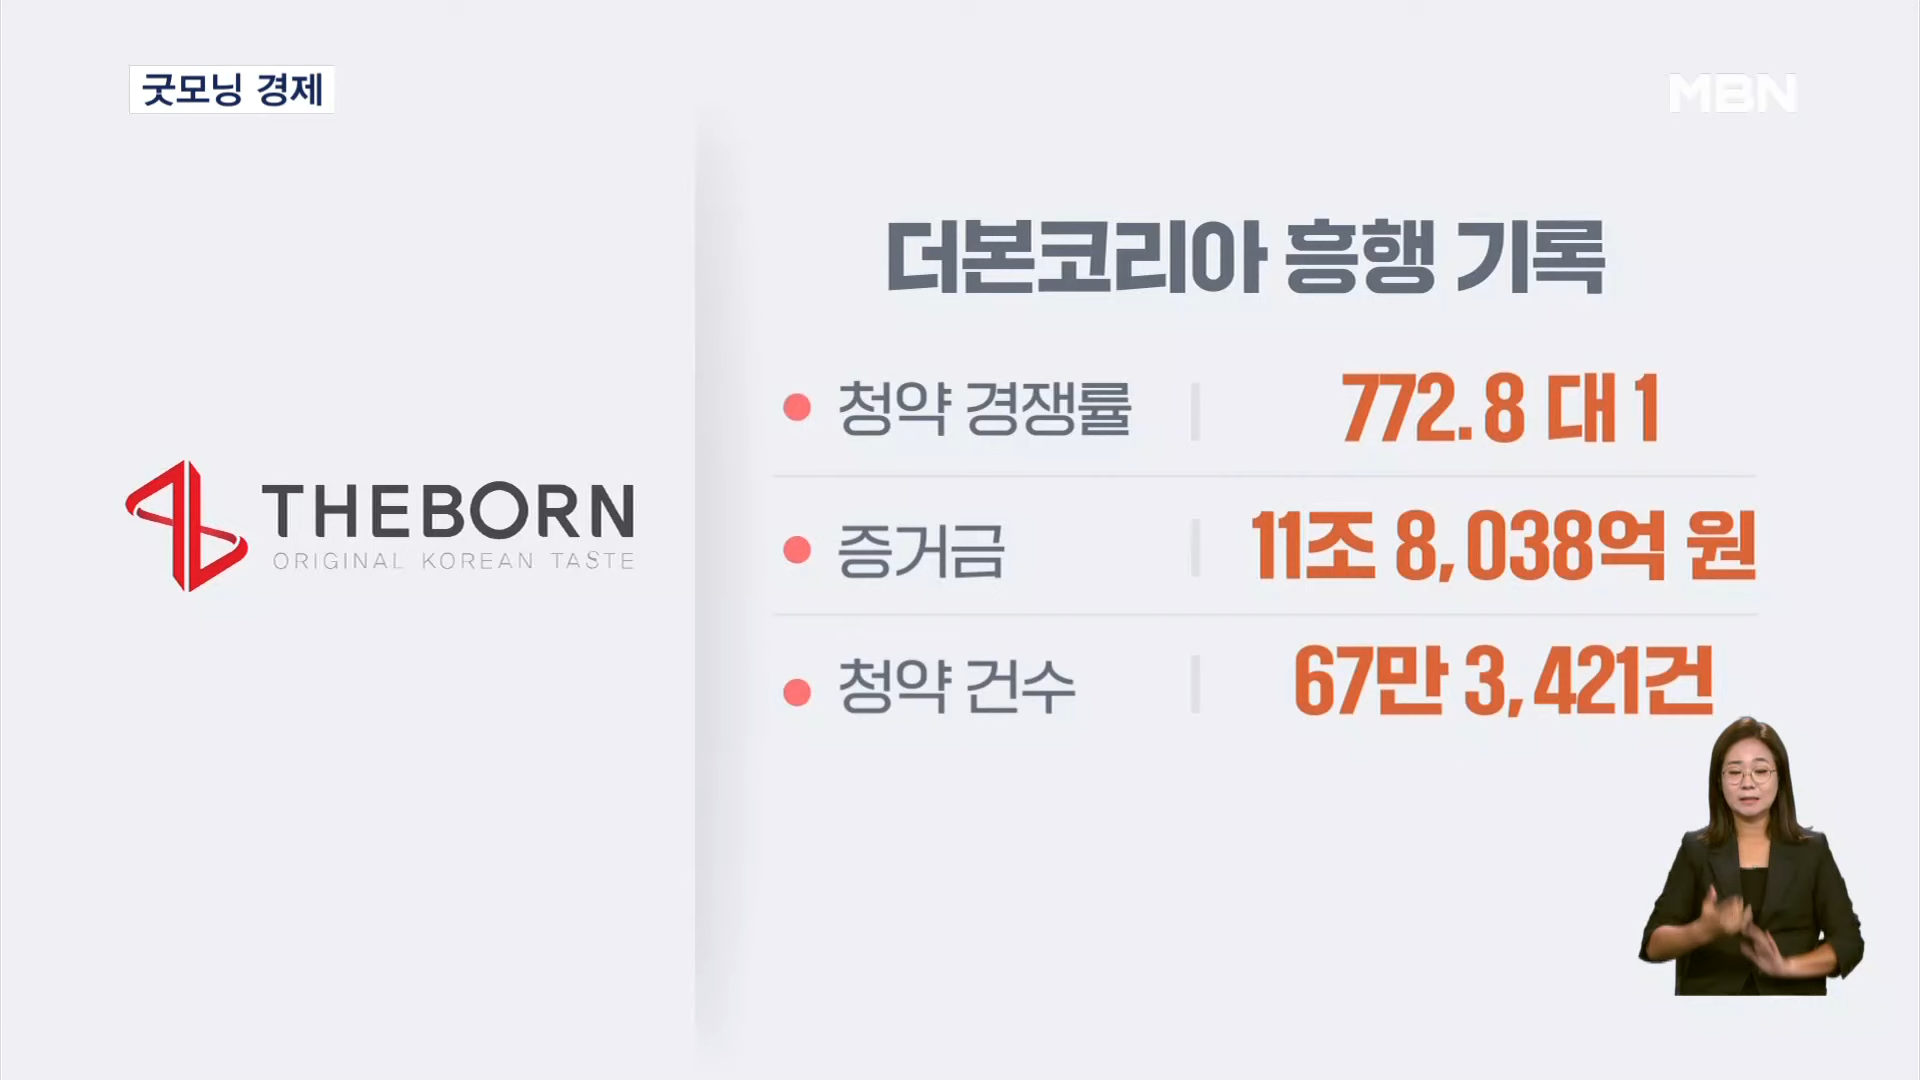 굿모닝 경제
MBN
더본코리아 흥행 기록
청약 경쟁률
772.8 대 1
THEBORN
ORIGINAL KOREAN TASTE
증거금
11조 8,038억 원
청약 건수
67만 3,421건